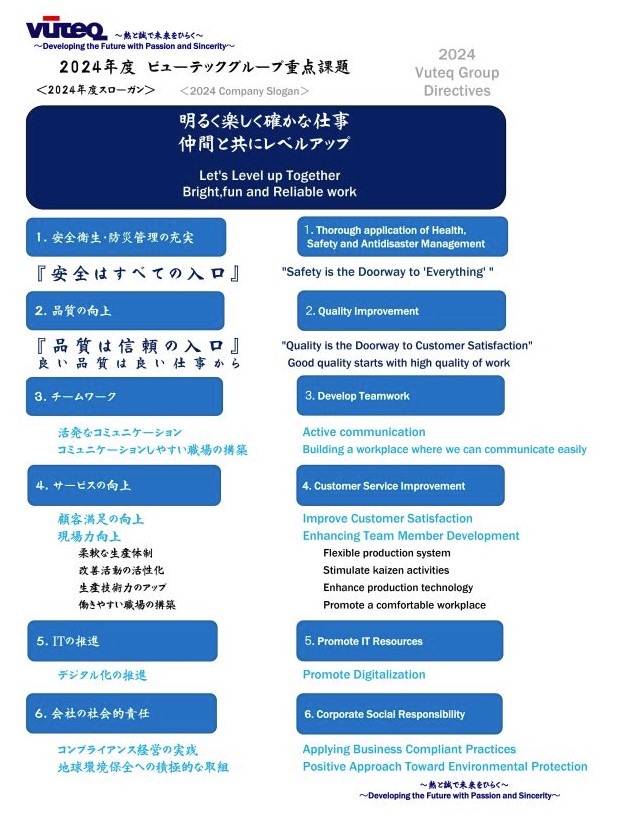 VUTEQ ～熱と誠で未来をひらく～
～Developing the Future with Passion and Sincerity～
2024年度 ビューテックグループ重点課題
2024
Vuteq Group
Directives
＜2024年度スローガン＞ ＜2024 Company Slogan＞
明るく楽しく確かな仕事
仲間と共にレベルアップ
Let's Level up Together
Bright,fun and Reliable work
1. 安全衛生・防災管理の充実
1. Thorough application of Health,
Safety and Antidisaster Management
『安全はすべての入口』
"Safety is the Doorway to 'Everything' "
2. 品質の向上
2. Quality Improvement
『品質は信頼の入口』
良い品質は良い仕事から
"Quality is the Doorway to Customer Satisfaction"
Good quality starts with high quality of work
3. チームワーク
3. Develop Teamwork
活発なコミュニケーション
コミュニケーションしやすい職場の構築
Active communication
Building a workplace where we can communicate easily
4. サービスの向上
4. Customer Service Improvement
顧客満足の向上
現場力向上
柔軟な生産体制
改善活動の活性化
生産技術力のアップ
働きやすい職場の構築
Improve Customer Satisfaction
Enhancing Team Member Development
Flexible production system
Stimulate kaizen activities
Enhance production technology
Promote a comfortable workplace
5. ITの推進
5. Promote IT Resources
デジタル化の推進
Promote Digitalization
6. 会社の社会的責任
6. Corporate Social Responsibility
コンプライアンス経営の実践
地球環境保全への積極的な取組
Applying Business Compliant Practices
Positive Approach Toward Environmental Protection
～熱と誠で未来をひらく～
～Developing the Future with Passion and Sincerity～